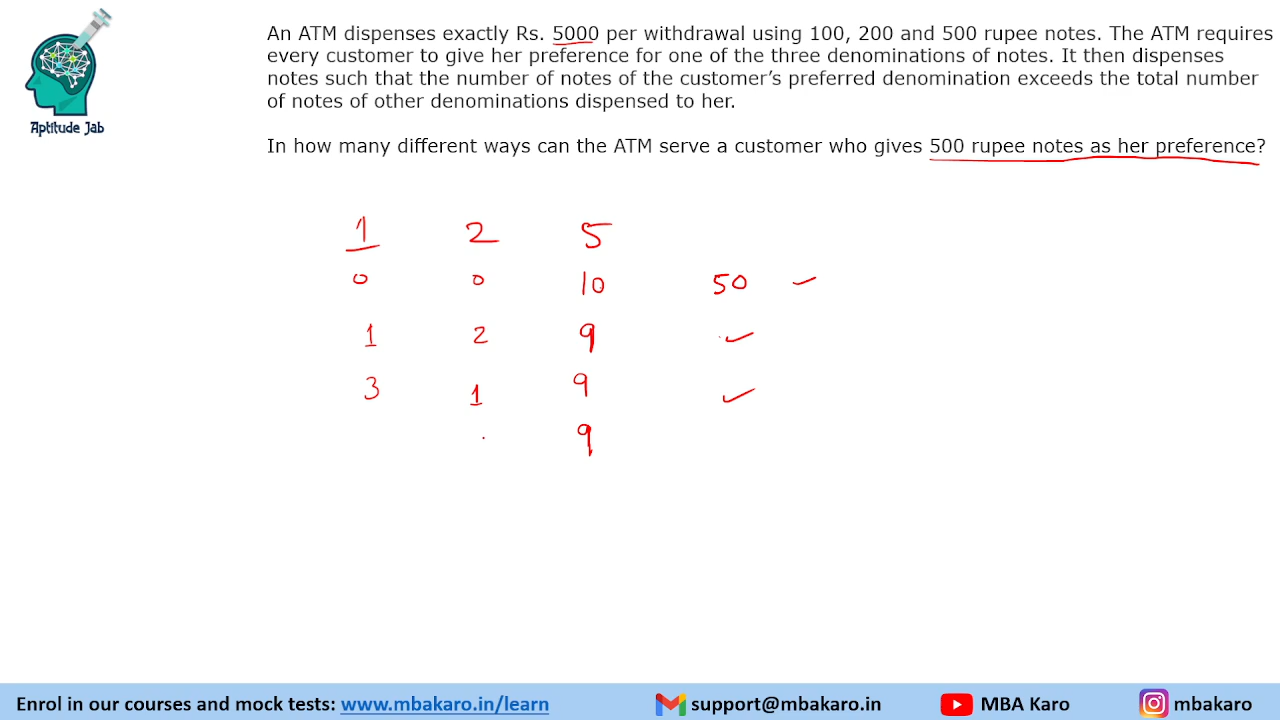 An ATM dispenses exactly Rs. 5000 per withdrawal using 100, 200 and 500 rupee notes. The ATM requires
every customer to give her preference for one of the three denominations of notes. It then dispenses
notes such that the number of notes of the customer's preferred denomination exceeds the total number
of notes of other denominations dispensed to her.
Aptitude Jab
In how many different ways can the ATM serve a customer who gives 500 rupee notes as her preference?
1 2 5
0 0 10 50
1 2 9
3 1 9
9
Enrol in our courses and mock tests: www.mbakaro.in/learn support@mbakaro.in MBA Karo mbakaro